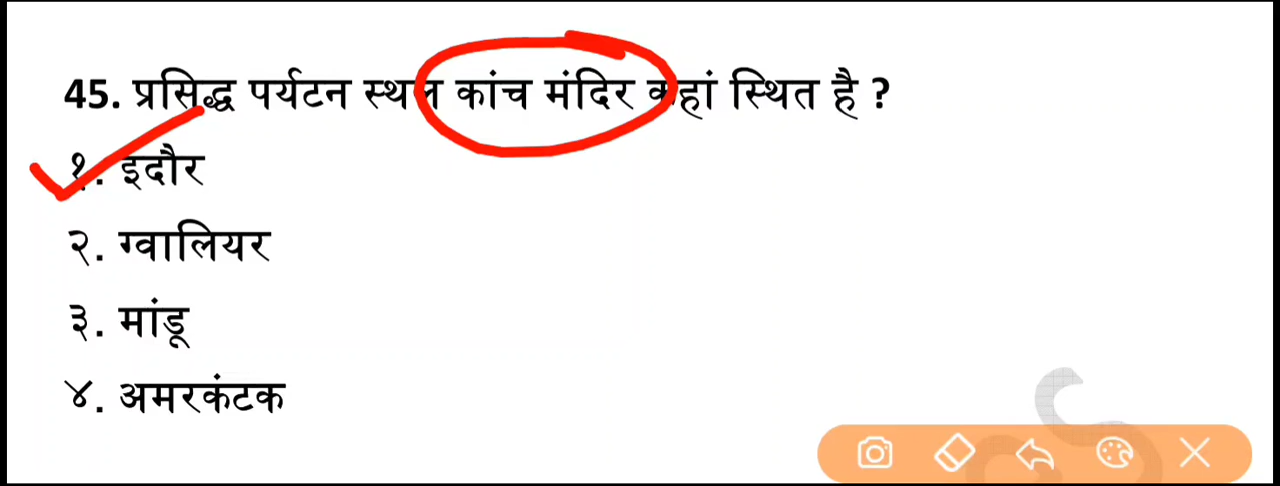 45. प्रसिद्ध पर्यटन स्थल कांच मंदिर कहां स्थित है ?
१. इदौर
२. ग्वालियर
३. मांडू
४. अमरकंटक